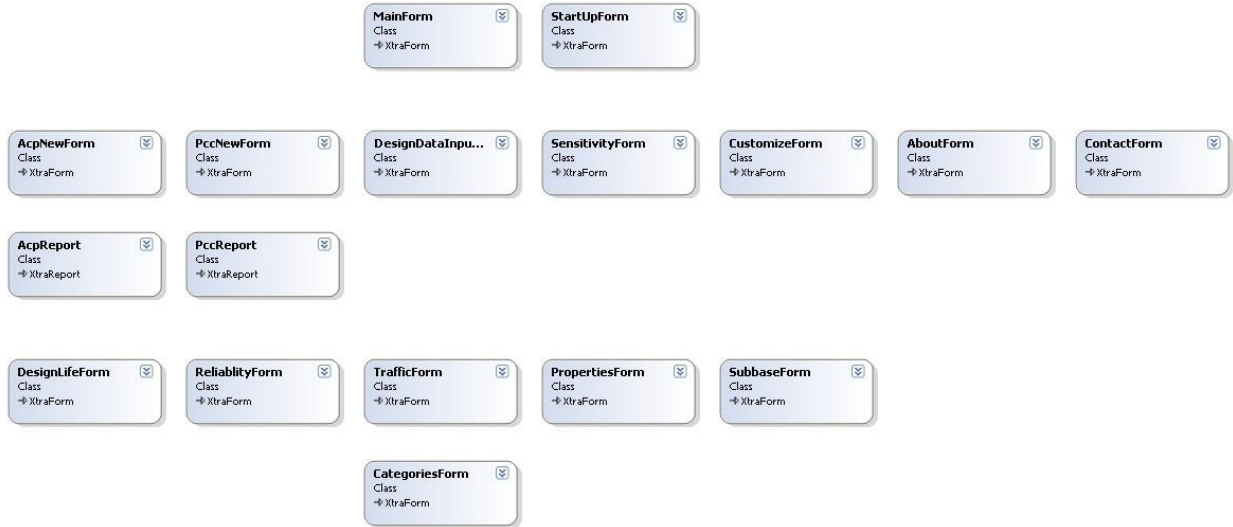 MainForm
Class
XtraForm
StartUpForm
Class
XtraForm
AcpNewForm
Class
XtraForm
PccNewForm
Class
XtraForm
DesignDataInpu...
Class
XtraForm
SensitivityForm
Class
XtraForm
CustomizeForm
Class
XtraForm
AboutForm
Class
XtraForm
ContactForm
Class
XtraForm
AcpReport
Class
XtraReport
PccReport
Class
XtraReport
DesignLifeForm
Class
XtraForm
ReliablityForm
Class
XtraForm
TrafficForm
Class
XtraForm
PropertiesForm
Class
XtraForm
SubbaseForm
Class
XtraForm
CategoriesForm
Class
XtraForm